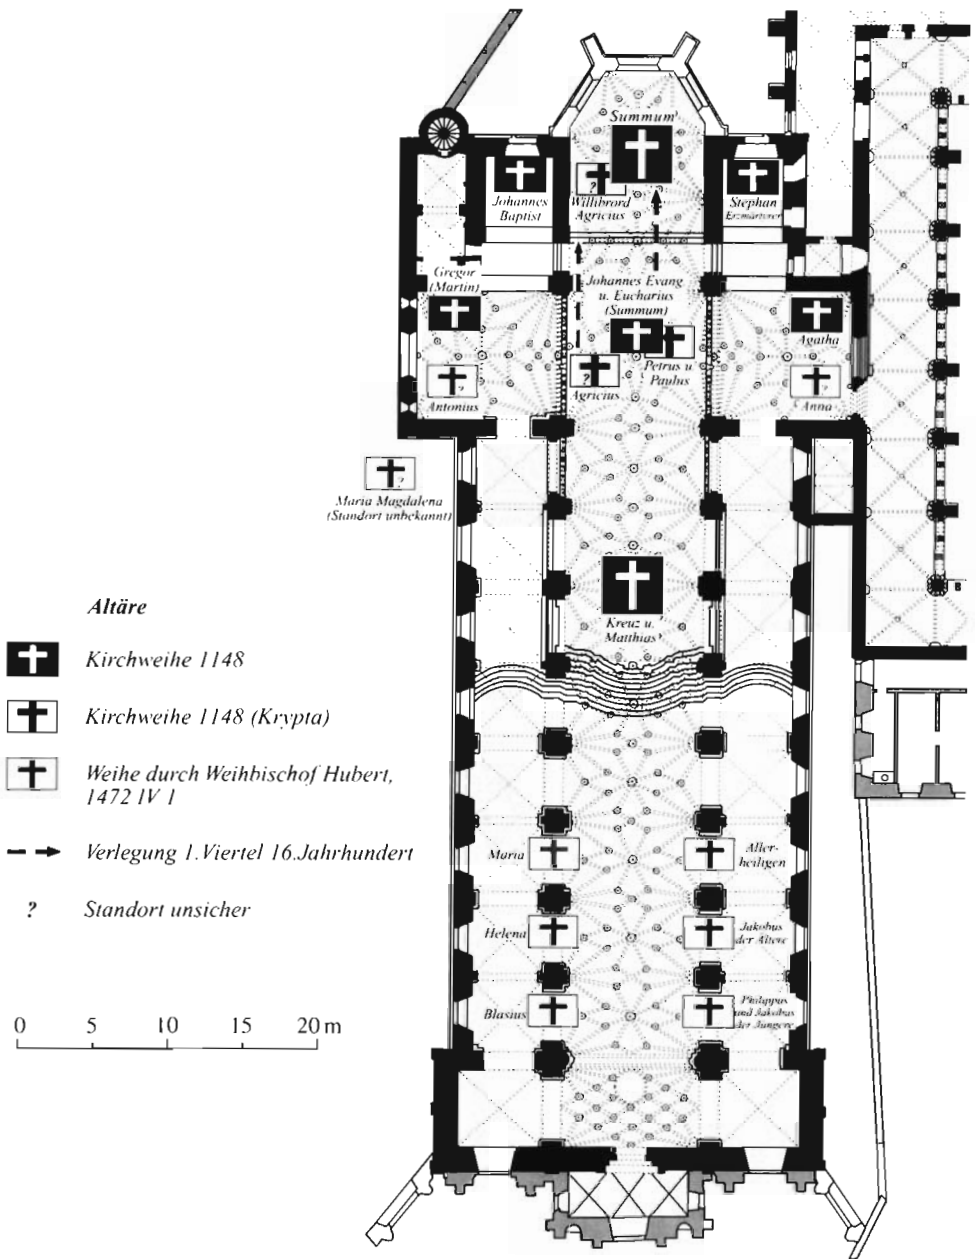 Summum
?
Johannes
Baptist
Willibrord
Agricius
Stephan
Erzmärterer
Gregor
(Martin)
Johannes Evang
u. Eucharius
(Summum)
Agatha
?
Antonius
?
Agricius
Petrus u.
Paulus
?
Anna
?
Maria Magdalena
(Standort unbekannt)
Kreuz u.
Matthias
Altäre
Kirchweihe 1148
Kirchweihe 1148 (Krypta)
Weihe durch Weihbischof Hubert,
1472 IV 1
Verlegung 1.Viertel 16.Jahrhundert
? Standort unsicher
Maria
Aller-
heiligen
Helena
Jakobus
der Ältere
Blasius
Philippus
und Jakobus
der Jüngere
0 5 10 15 20 m